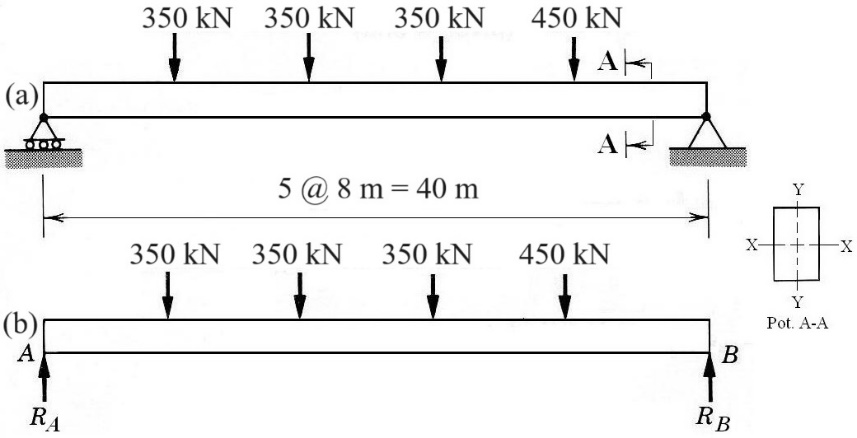 350 kN 350 kN 350 kN 450 kN
A
(a)
A
5 @ 8 m = 40 m
Y
350 kN 350 kN 350 kN 450 kN
X X
Y
(b)
Pot. A-A
A B
R_A R_B